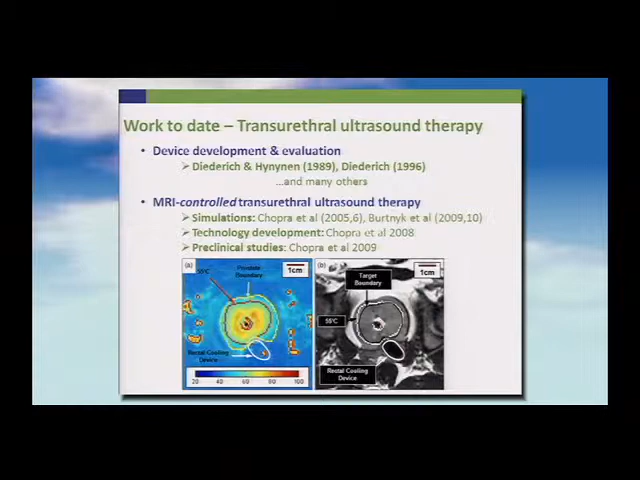 Work to date – Transurethral ultrasound therapy
• Device development & evaluation
➢ Diederich & Hynynen (1989), Diederich (1996)
...and many others
• MRI-controlled transurethral ultrasound therapy
➢ Simulations: Chopra et al (2005,6), Burtnyk et al (2009,10)
➢ Technology development: Chopra et al 2008
➢ Preclinical studies: Chopra et al 2009
(a)
55°C
Prostate
Boundary
1cm
Rectal Cooling
Device
20 40 60 80 100
(b)
Target
Boundary
1cm
55°C
Rectal Cooling
Device